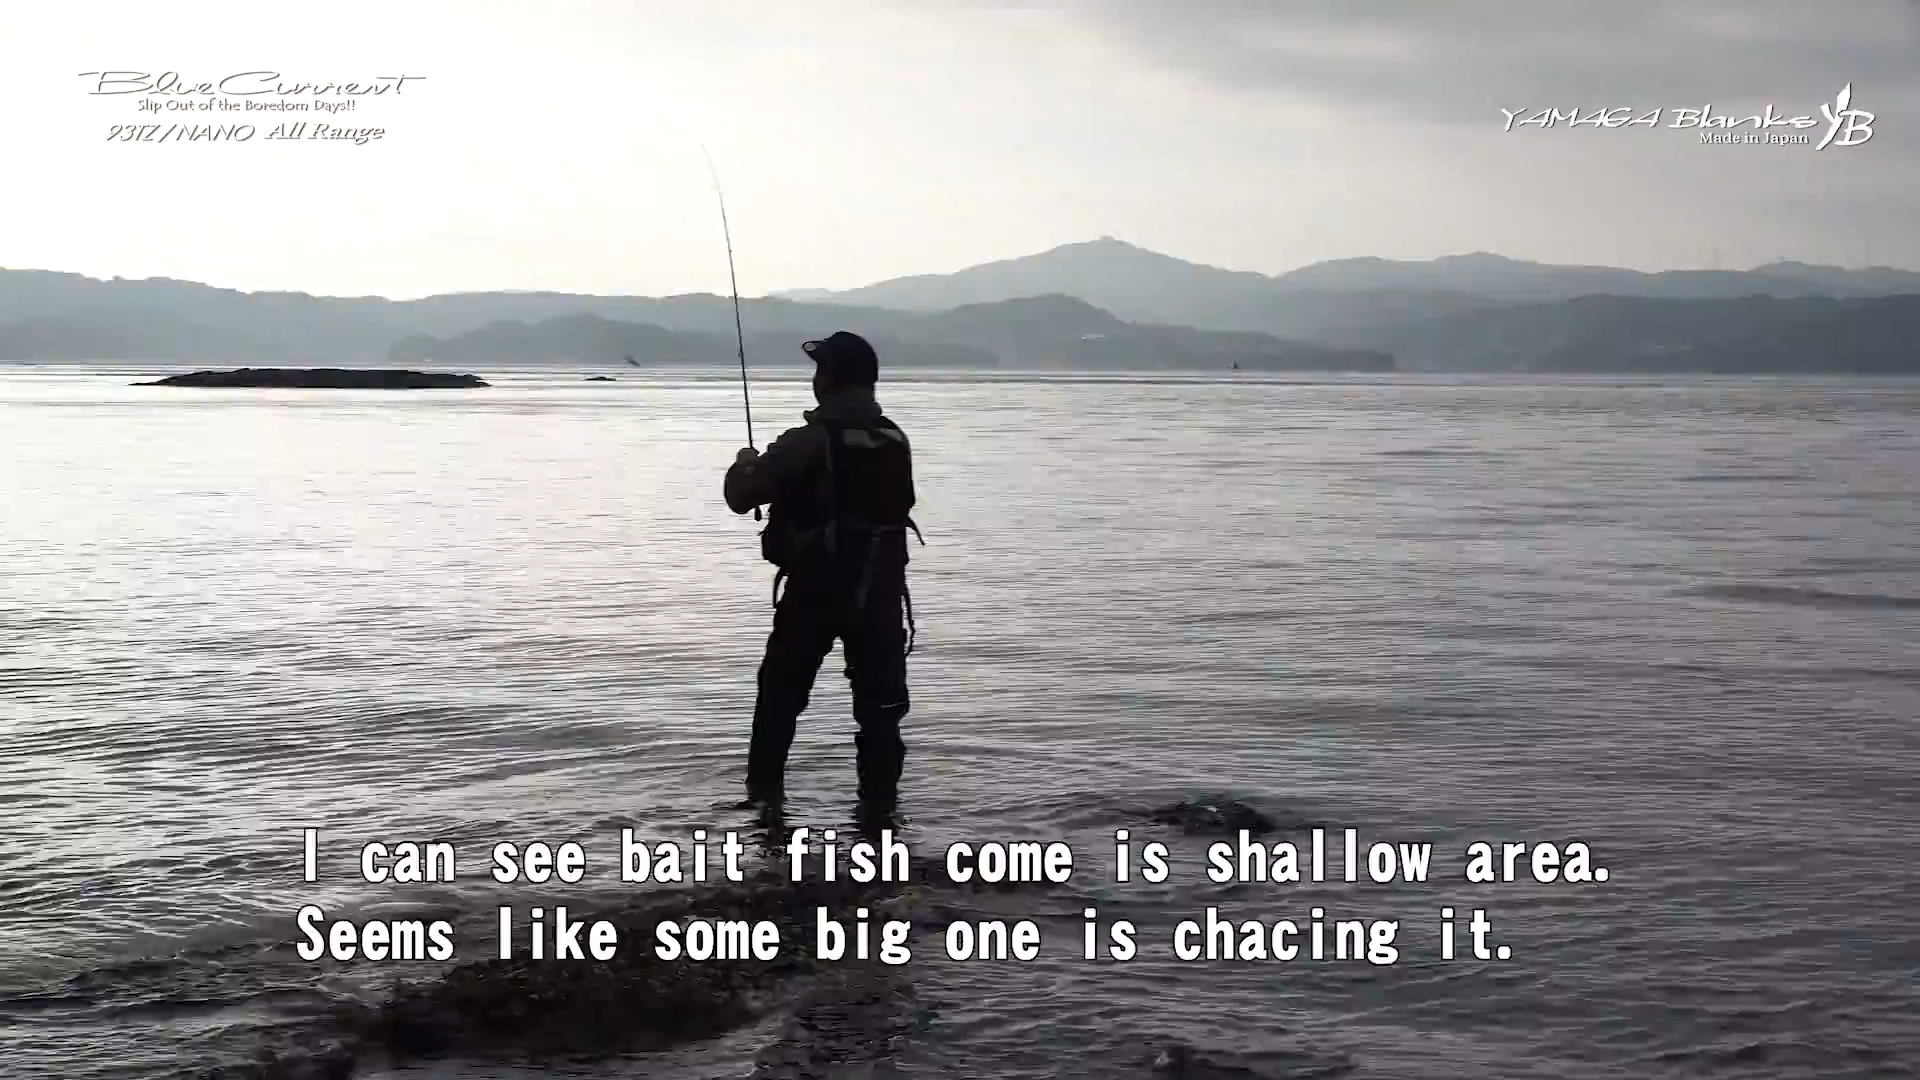 Blue Current
Slip Out of the Boredom Days!!
93TZ/NANO All Range
YAMAGA Blanks YB
Made in Japan
I can see bait fish come is shallow area.
Seems like some big one is chacing it.